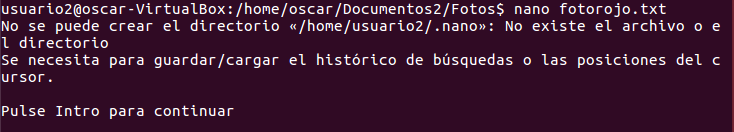 usuario2@oscar-VirtualBox:/home/oscar/Documentos2/Fotos$ nano fotorojo.txt
No se puede crear el directorio «/home/usuario2/.nano»: No existe el archivo o e
l directorio
Se necesita para guardar/cargar el histórico de búsquedas o las posiciones del c
ursor.
Pulse Intro para continuar